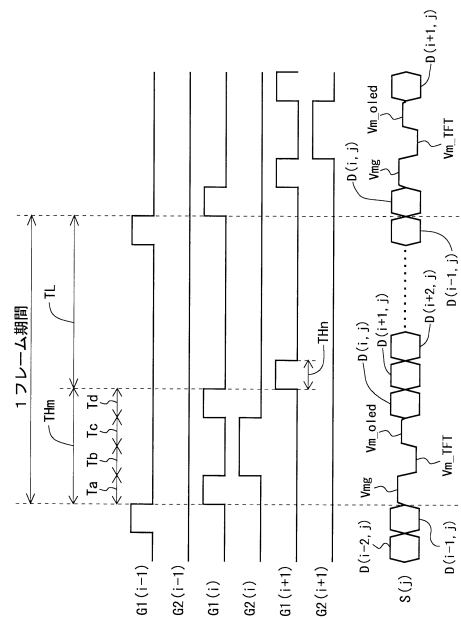 1フレーム期間
THm
TL
Ta
Tb
Tc
Td
G1(i-1)
G2(i-1)
G1(i)
G2(i)
THn
G1(i+1)
G2(i+1)
D(i-2, j)
Vmg
Vm_oled
D(i, j)
D(i+1, j)
D(i, j)
Vmg
Vm_oled
S(j)
D(i-1, j)
Vm_TFT
D(i+2, j)
D(i-1, j)
Vm_TFT
D(i+1, j)